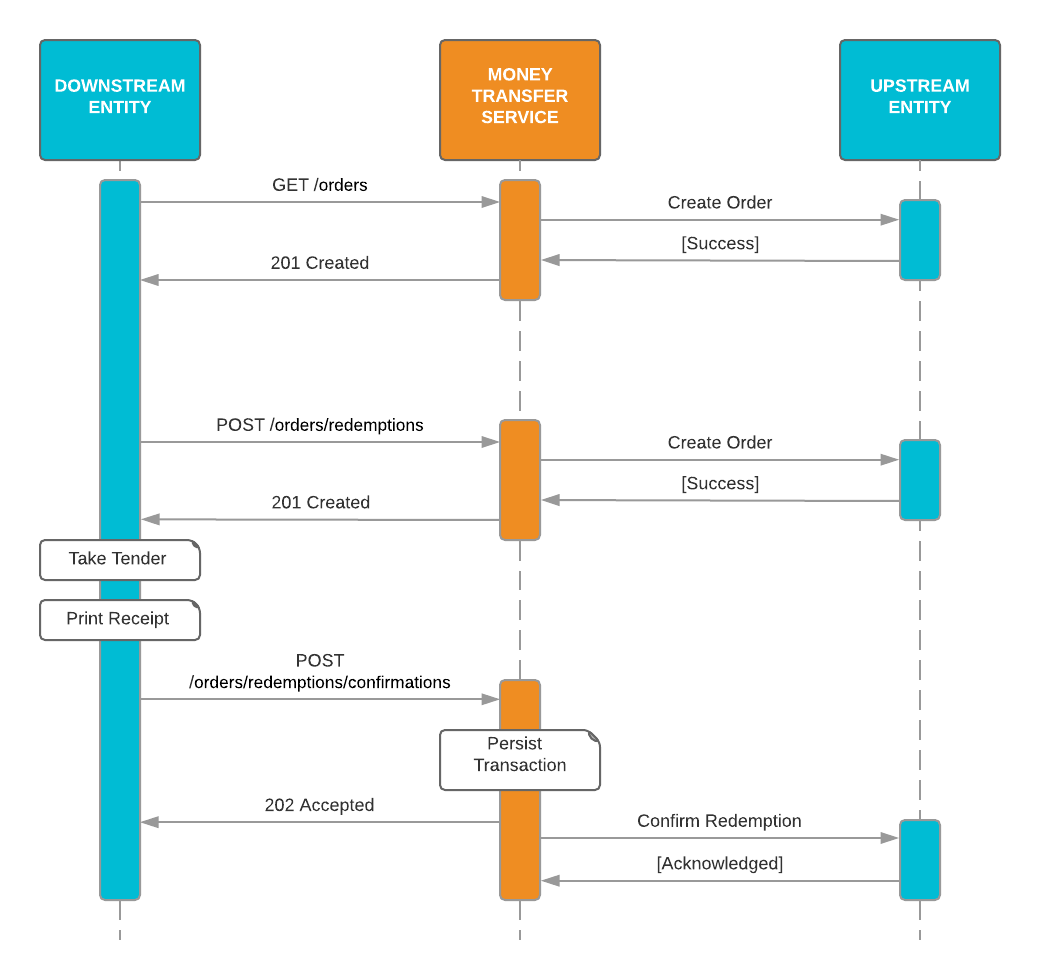 DOWNSTREAM
ENTITY
MONEY
TRANSFER
SERVICE
UPSTREAM
ENTITY
GET /orders
Create Order
[Success]
201 Created
POST /orders/redemptions
Create Order
[Success]
201 Created
Take Tender
Print Receipt
POST
/orders/redemptions/confirmations
Persist
Transaction
202 Accepted
Confirm Redemption
[Acknowledged]